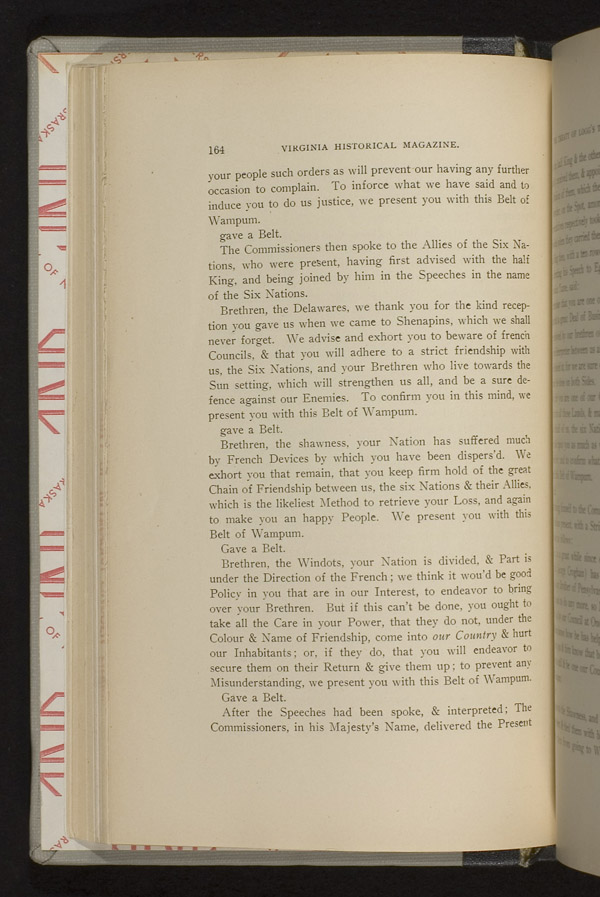 164 VIRGINIA HISTORICAL MAGAZINE.
your people such orders as will prevent our having any further
occasion to complain. To inforce what we have said and to
induce you to do us justice, we present you with this Belt of
Wampum.
gave a Belt.
The Commissioners then spoke to the Allies of the Six Na-
tions, who were present, having first advised with the half
King, and being joined by him in the Speeches in the name
of the Six Nations.
Brethren, the Delawares, we thank you for the kind recep-
tion you gave us when we came to Shenapins, which we shall
never forget. We advise and exhort you to beware of french
Councils, & that you will adhere to a strict friendship with
us, the Six Nations, and your Brethren who live towards the
Sun setting, which will strengthen us all, and be a sure de-
fence against our Enemies. To confirm you in this mind, we
present you with this Belt of Wampum.
gave a Belt.
Brethren, the shawness, your Nation has suffered much
by French Devices by which you have been dispers'd. We
exhort you that remain, that you keep firm hold of the great
Chain of Friendship between us, the six Nations & their Allies,
which is the likeliest Method to retrieve your Loss, and again
to make you an happy People. We present you with this
Belt of Wampum.
Gave a Belt.
Brethren, the Windots, your Nation is divided, & Part is
under the Direction of the French; we think it wou'd be good
Policy in you that are in our Interest, to endeavor to bring
over your Brethren. But if this can't be done, you ought to
take all the Care in your Power, that they do not, under the
Colour & Name of Friendship, come into our Country & hurt
our Inhabitants; or, if they do, that you will endeavor to
secure them on their Return & give them up; to prevent any
Misunderstanding, we present you with this Belt of Wampum.
Gave a Belt.
After the Speeches had been spoke, & interpreted; The
Commissioners, in his Majesty's Name, delivered the Present